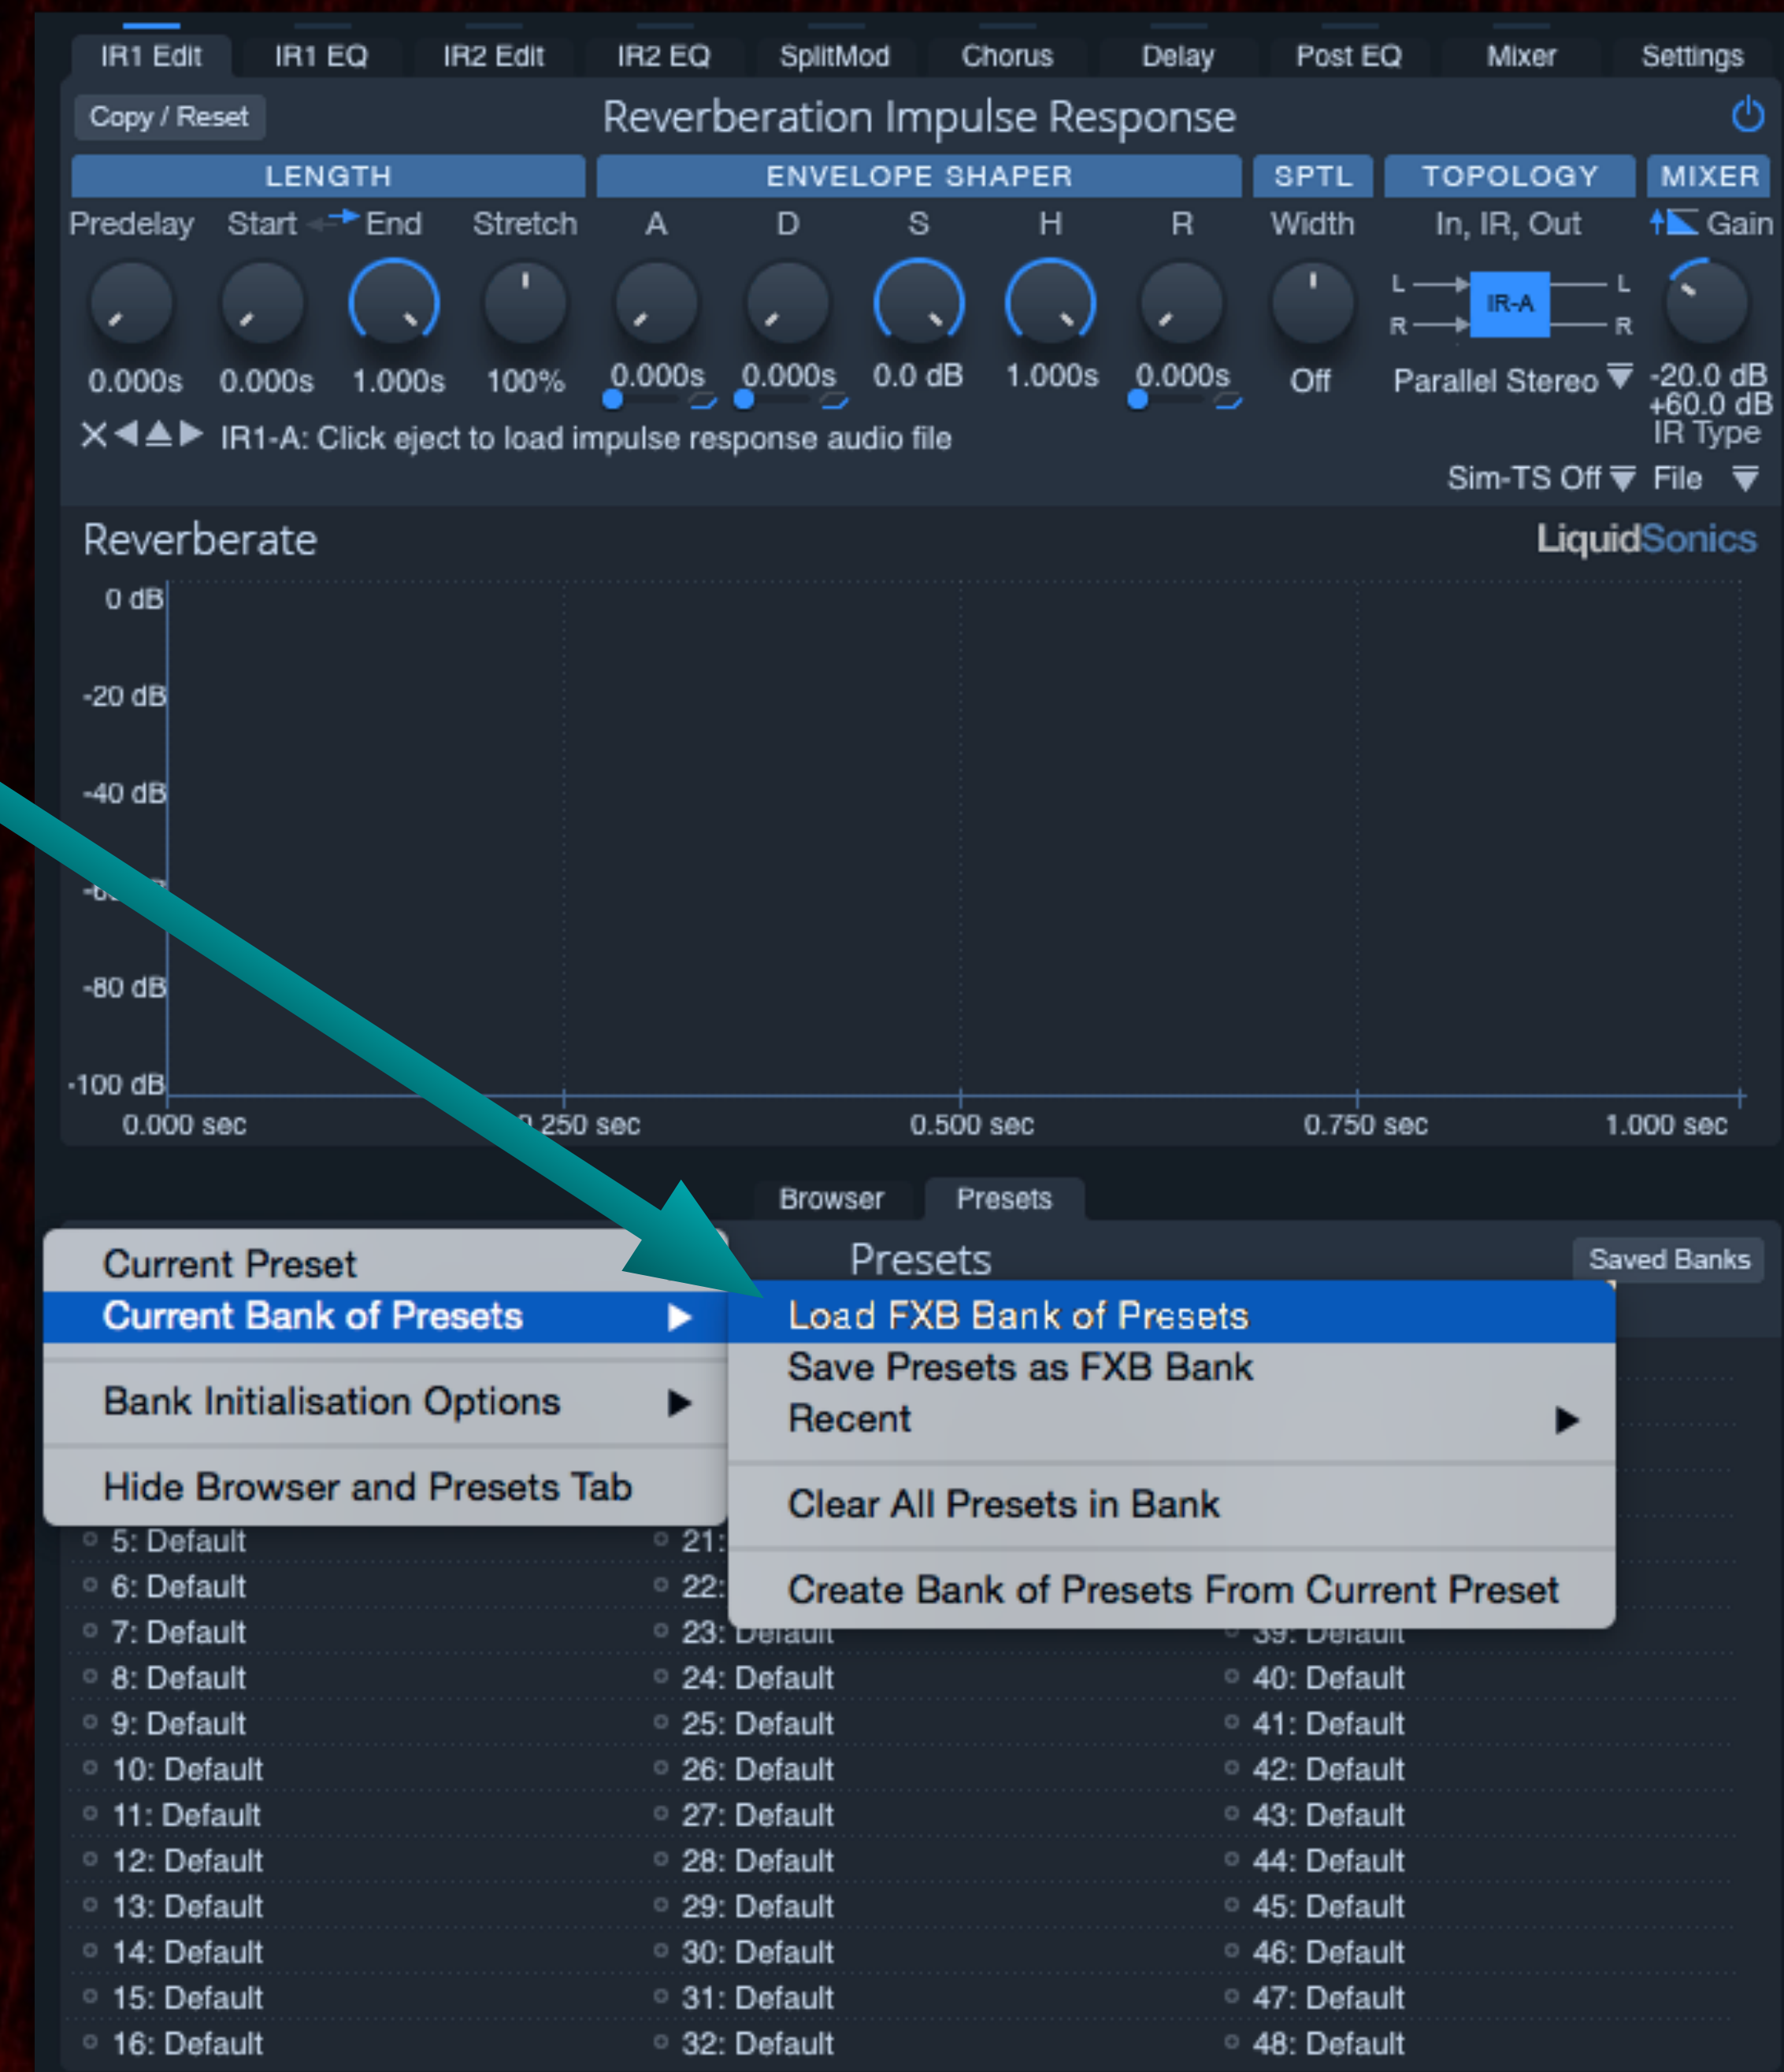 IR1 Edit IR1 EQ IR2 Edit IR2 EQ SplitMod Chorus Delay Post EQ Mixer Settings
Copy / Reset Reverberation Impulse Response
LENGTH ENVELOPE SHAPER SPTL TOPOLOGY MIXER
Predelay Start End Stretch A D S H R Width In, IR, Out Gain
L IR-A L
R R
0.000s 0.000s 1.000s 100% 0.000s 0.000s 0.0 dB 1.000s 0.000s Off Parallel Stereo -20.0 dB
+60.0 dB
IR1-A: Click eject to load impulse response audio file IR Type
Sim-TS Off File
Reverberate LiquidSonics
0 dB
-20 dB
-40 dB
-80 dB
-100 dB
0.000 sec 0.250 sec 0.500 sec 0.750 sec 1.000 sec
Browser Presets
Presets Saved Banks
Current Preset
Current Bank of Presets
Bank Initialisation Options
Hide Browser and Presets Tab
Load FXB Bank of Presets
Save Presets as FXB Bank
Recent
Clear All Presets in Bank
Create Bank of Presets From Current Preset
5: Default 21:
6: Default 22:
7: Default 23: Default 39: Default
8: Default 24: Default 40: Default
9: Default 25: Default 41: Default
10: Default 26: Default 42: Default
11: Default 27: Default 43: Default
12: Default 28: Default 44: Default
13: Default 29: Default 45: Default
14: Default 30: Default 46: Default
15: Default 31: Default 47: Default
16: Default 32: Default 48: Default